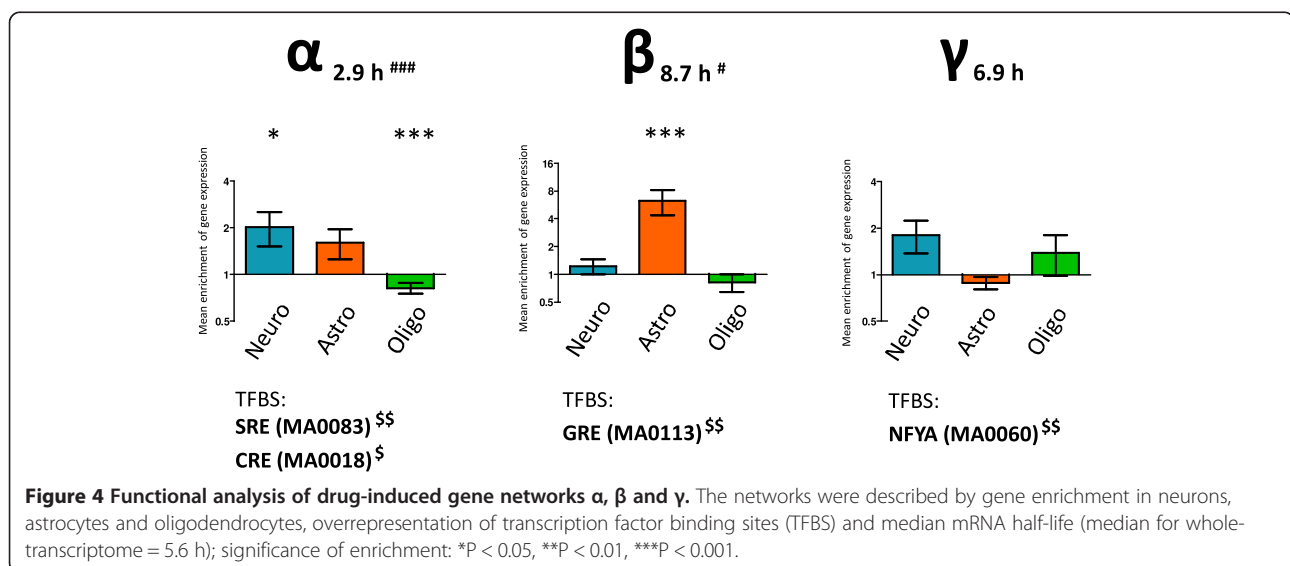 α 2.9 h ###
β 8.7 h #
γ 6.9 h
* ***
***
Mean enrichment of gene expression
4
2
1
0.5
Neuro
Astro
Oligo
Mean enrichment of gene expression
16
8
4
2
1
0.5
Neuro
Astro
Oligo
Mean enrichment of gene expression
4
2
1
0.5
Neuro
Astro
Oligo
TFBS:
SRE (MA0083) $$
CRE (MA0018) $
TFBS:
GRE (MA0113) $$
TFBS:
NFYA (MA0060) $$
Figure 4 Functional analysis of drug-induced gene networks α, β and γ. The networks were described by gene enrichment in neurons,
astrocytes and oligodendrocytes, overrepresentation of transcription factor binding sites (TFBS) and median mRNA half-life (median for whole-
transcriptome = 5.6 h); significance of enrichment: *P < 0.05, **P < 0.01, ***P < 0.001.